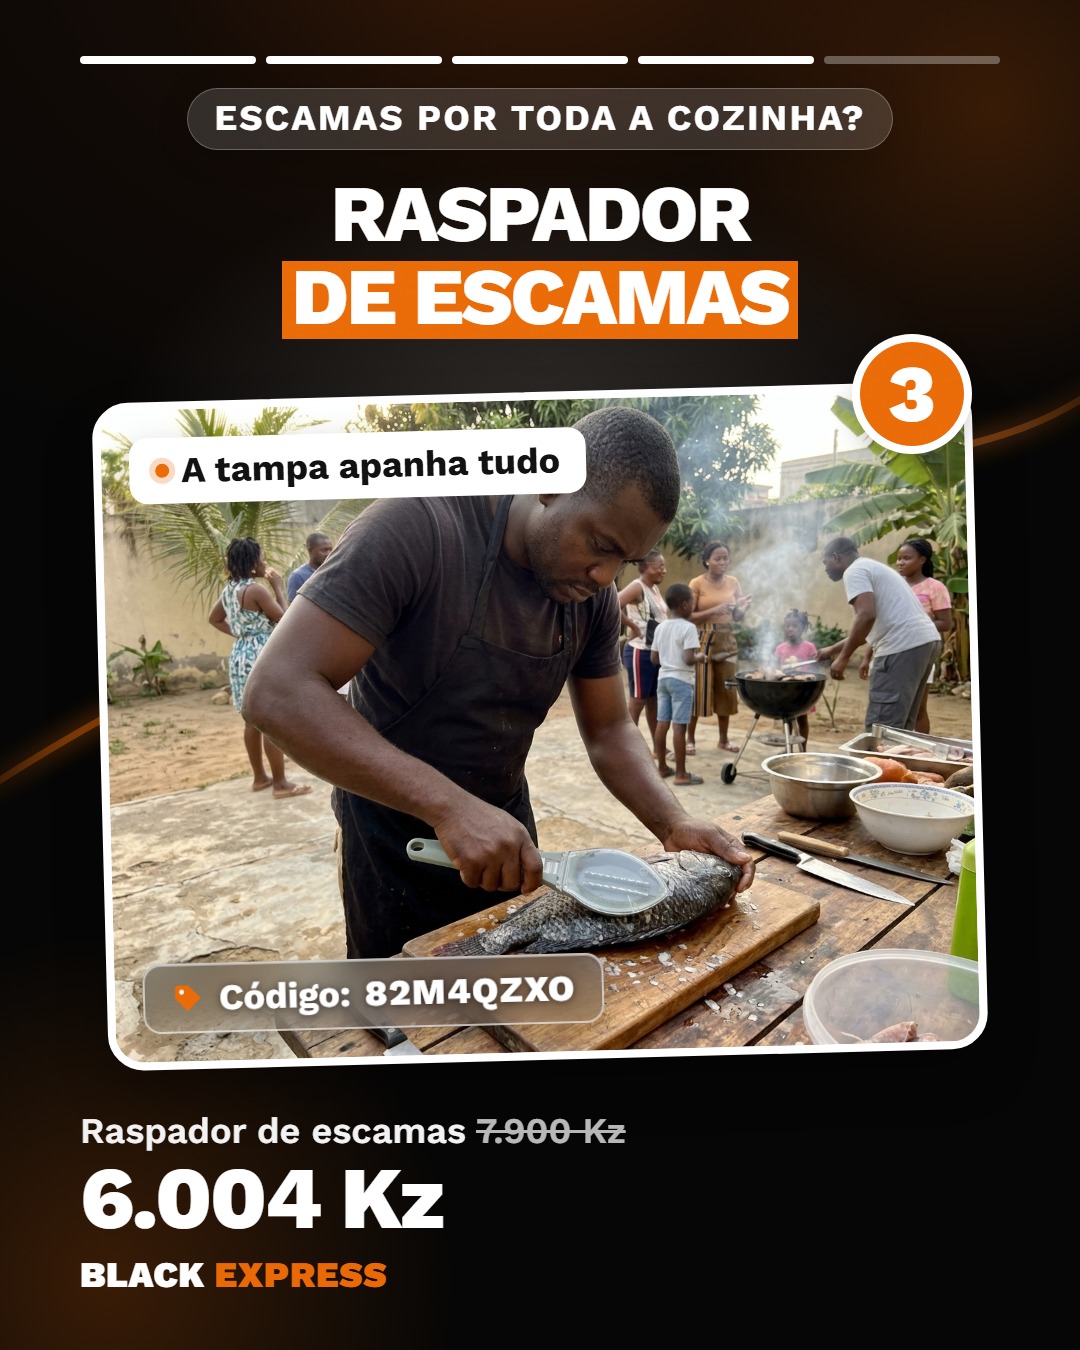 ESCAMAS POR TODA A COZINHA?
RASPADOR
DE ESCAMAS
3
A tampa apanha tudo
Código: 82M4QZXO
Raspador de escamas 7.900 Kz
6.004 Kz
BLACK EXPRESS